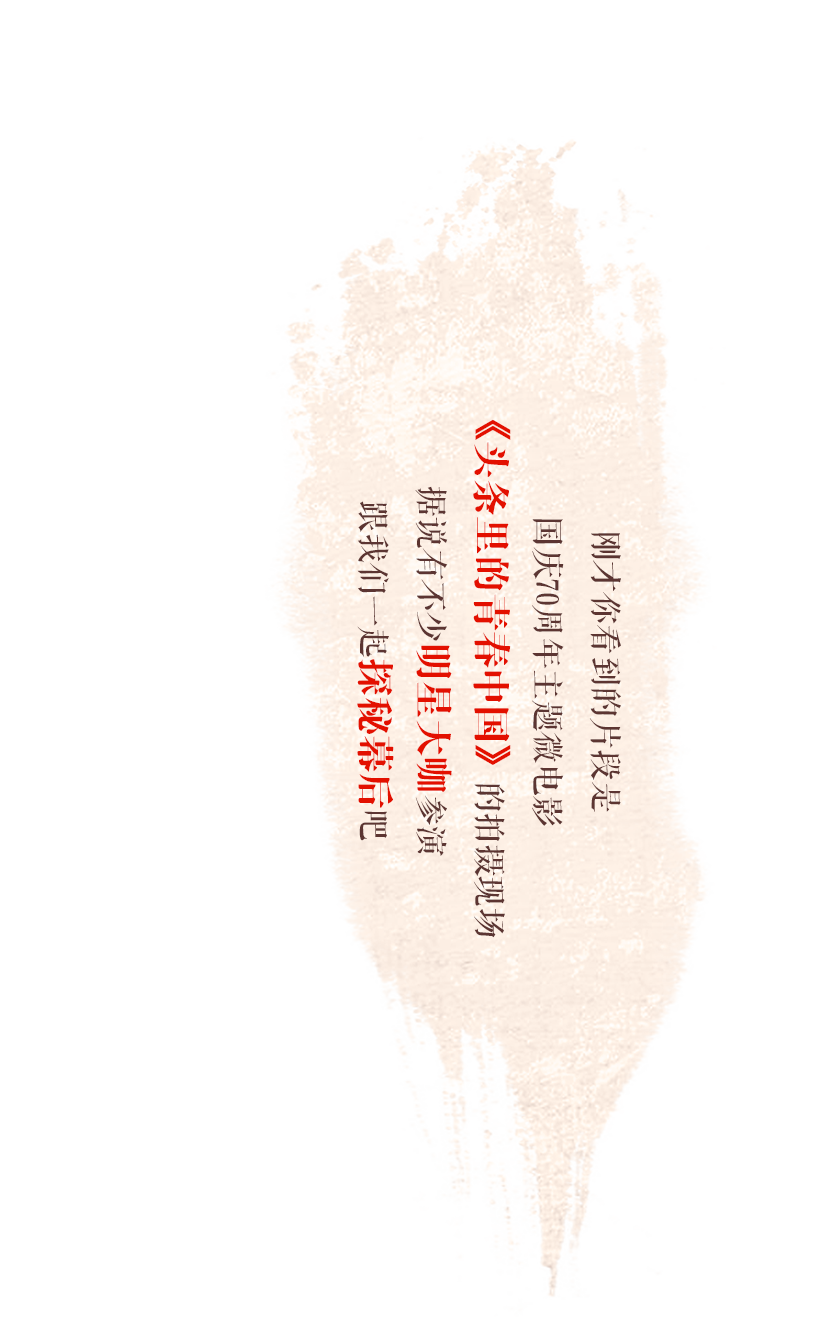 刚才你看到的片段是
国庆70周年主题微电影
《头条里的青春中国》的拍摄现场
据说有不少明星大咖参演
跟我们一起探秘幕后吧